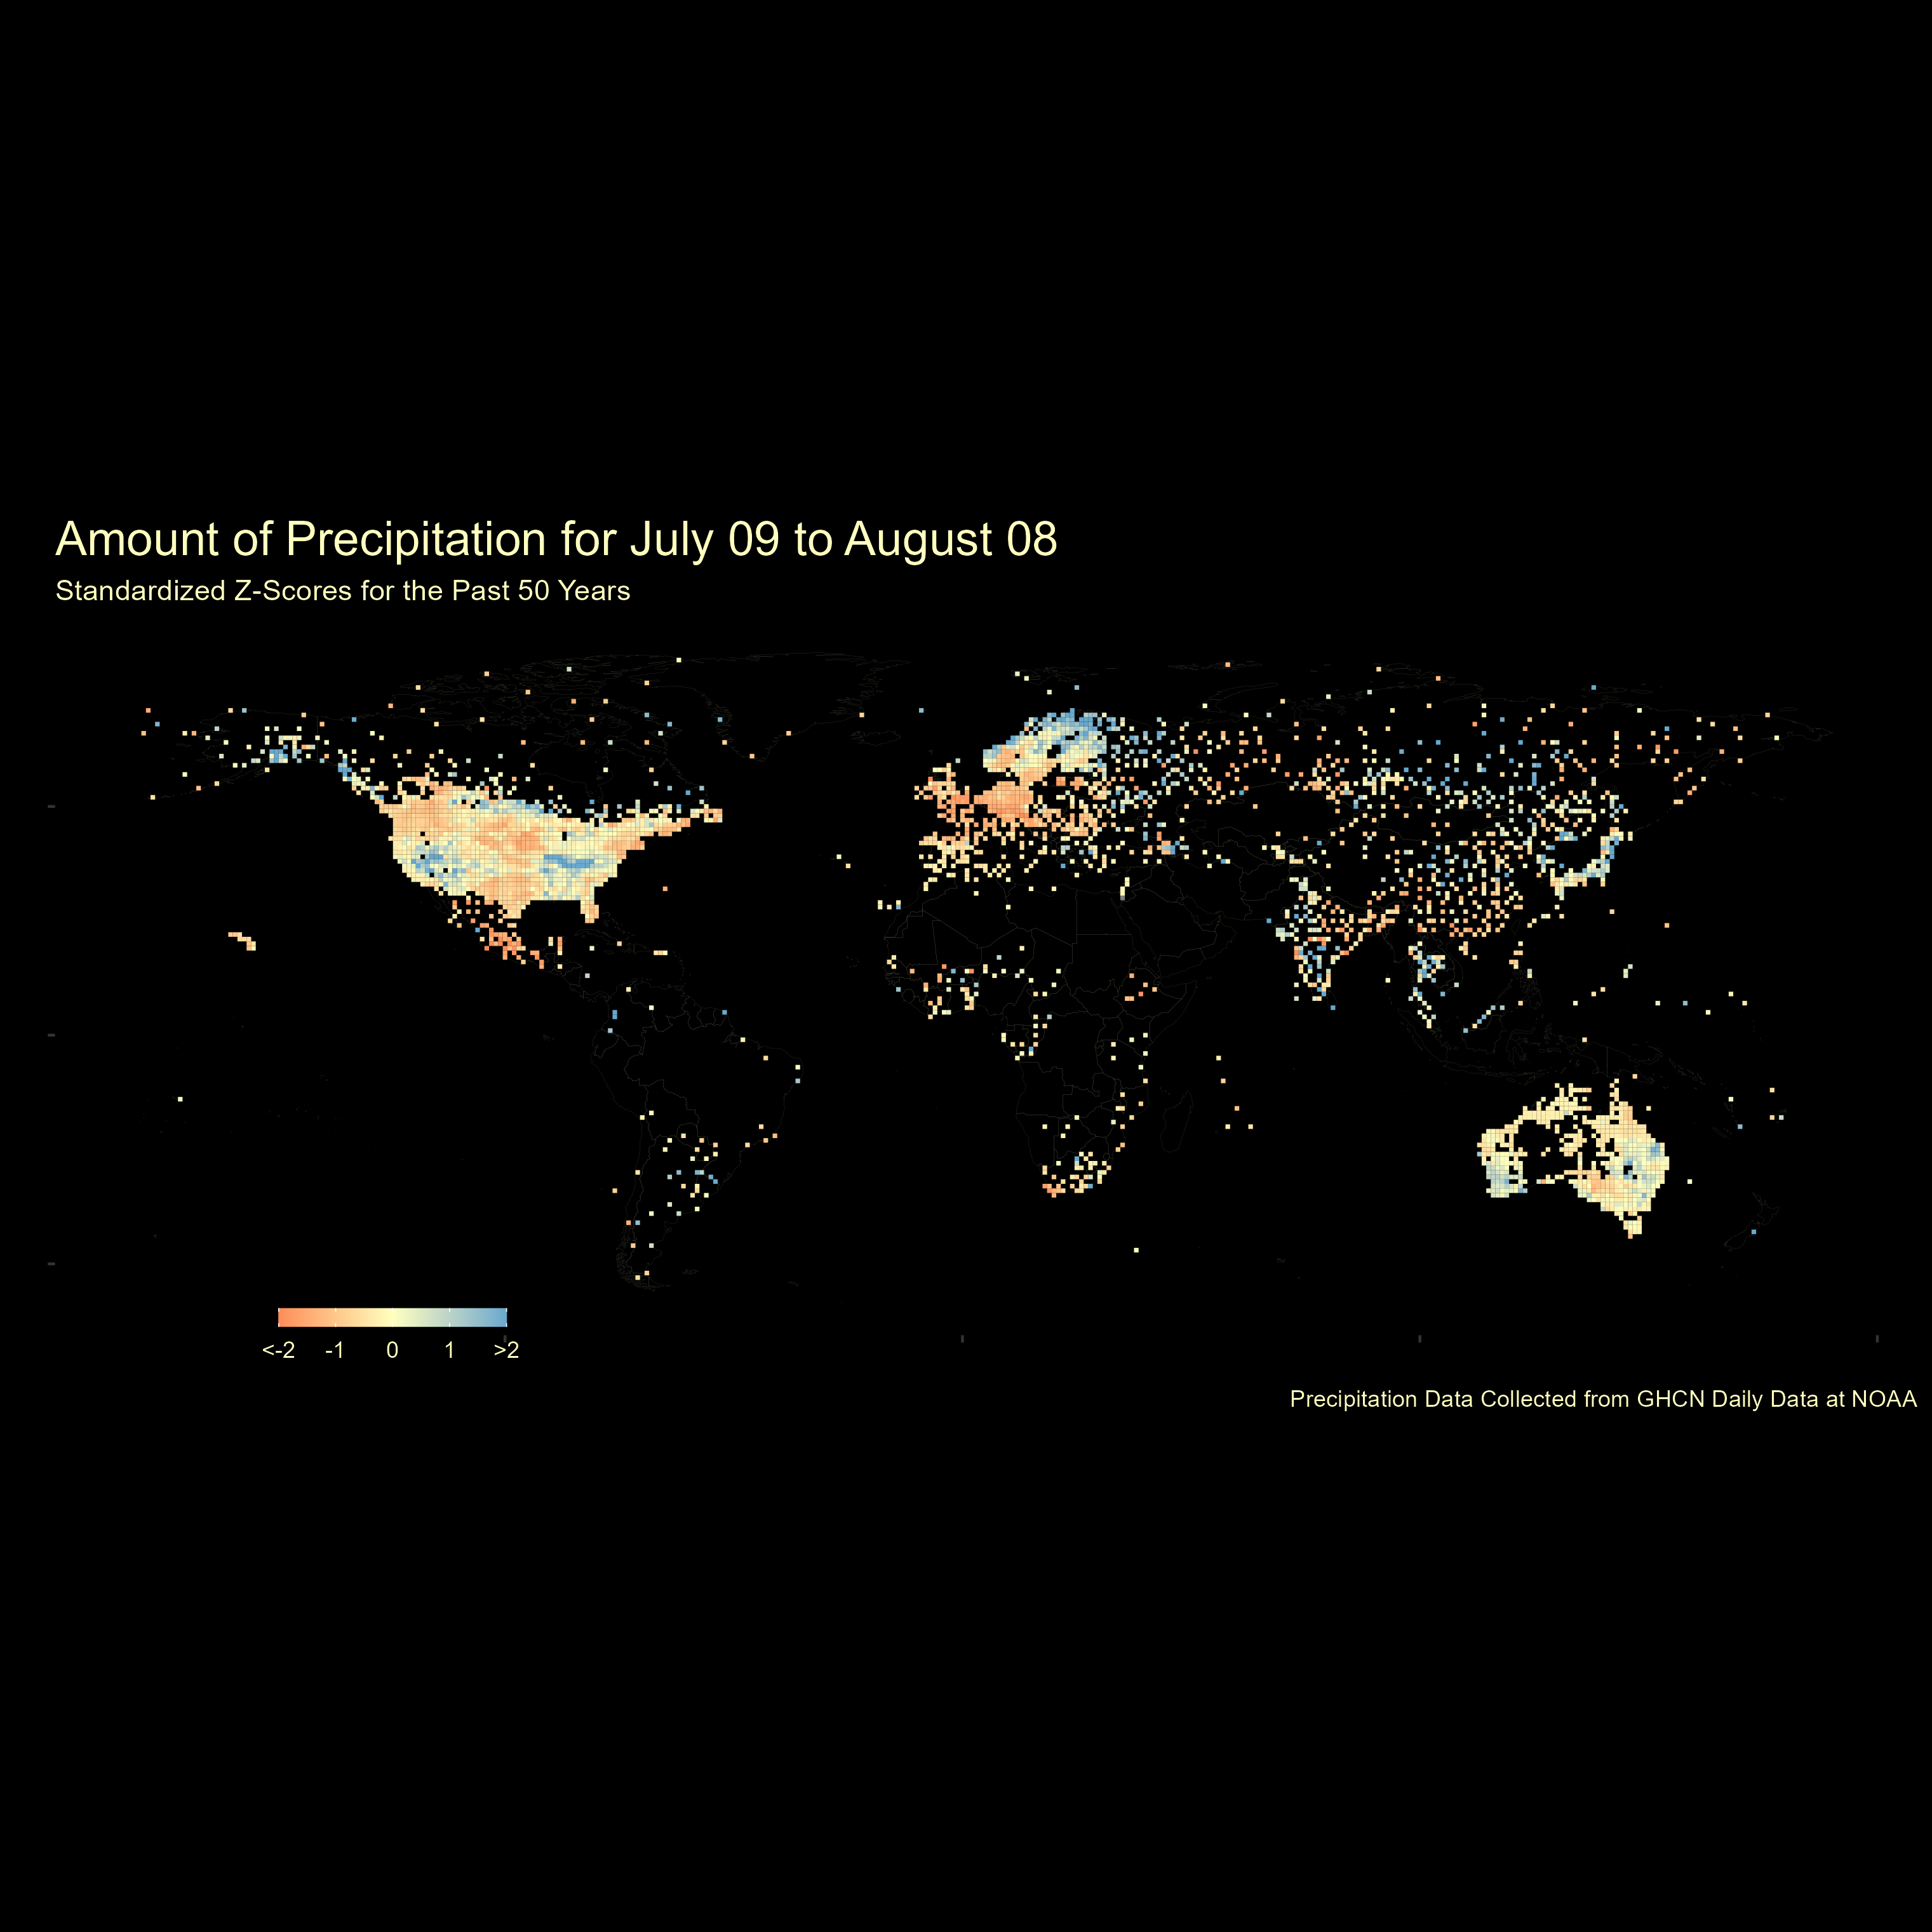 Amount of Precipitation for July 09 to August 08
Standardized Z-Scores for the Past 50 Years
<-2 -1 0 1 >2
Precipitation Data Collected from GHCN Daily Data at NOAA